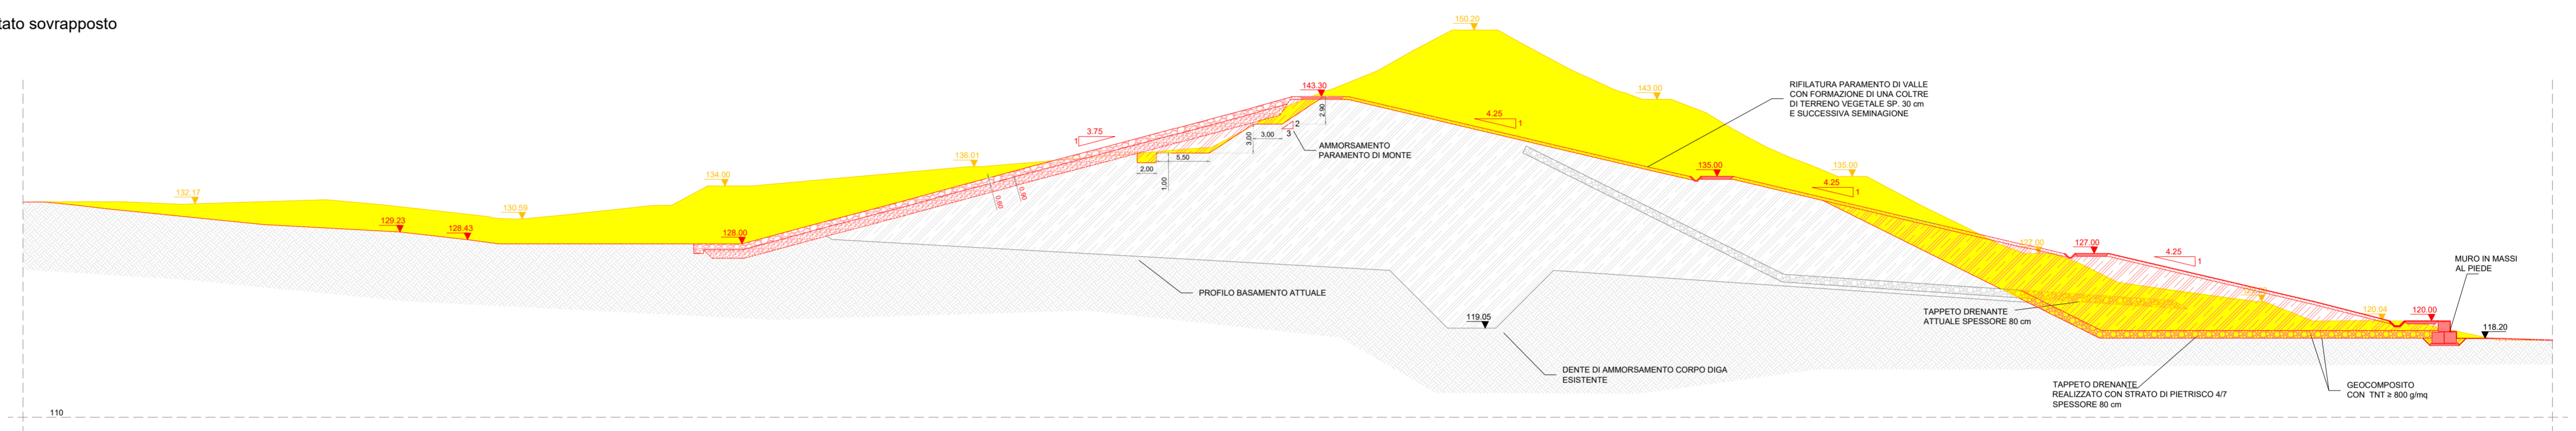 tato sovrapposto
150.20
143.30
143.00
RIFILATURA PARAMENTO DI VALLE
CON FORMAZIONE DI UNA COLTRE
DI TERRENO VEGETALE SP. 30 cm
E SUCCESSIVA SEMINAGIONE
2,90
4.25
1
3.75
1
2
3
3,00
3,00
AMMORSAMENTO
PARAMENTO DI MONTE
136.01
5,50
2,00
1,00
135.00
135.00
4.25
1
134.00
132.17
130.59
0,60
0,90
129.23
128.43
128.00
127.00
127.00
4.25
1
MURO IN MASSI
AL PIEDE
PROFILO BASAMENTO ATTUALE
119.05
TAPPETO DRENANTE
ATTUALE SPESSORE 80 cm
120.04
120.00
118.20
DENTE DI AMMORSAMENTO CORPO DIGA
ESISTENTE
TAPPETO DRENANTE
REALIZZATO CON STRATO DI PIETRISCO 4/7
SPESSORE 80 cm
GEOCOMPOSITO
CON TNT ≥ 800 g/mq
110